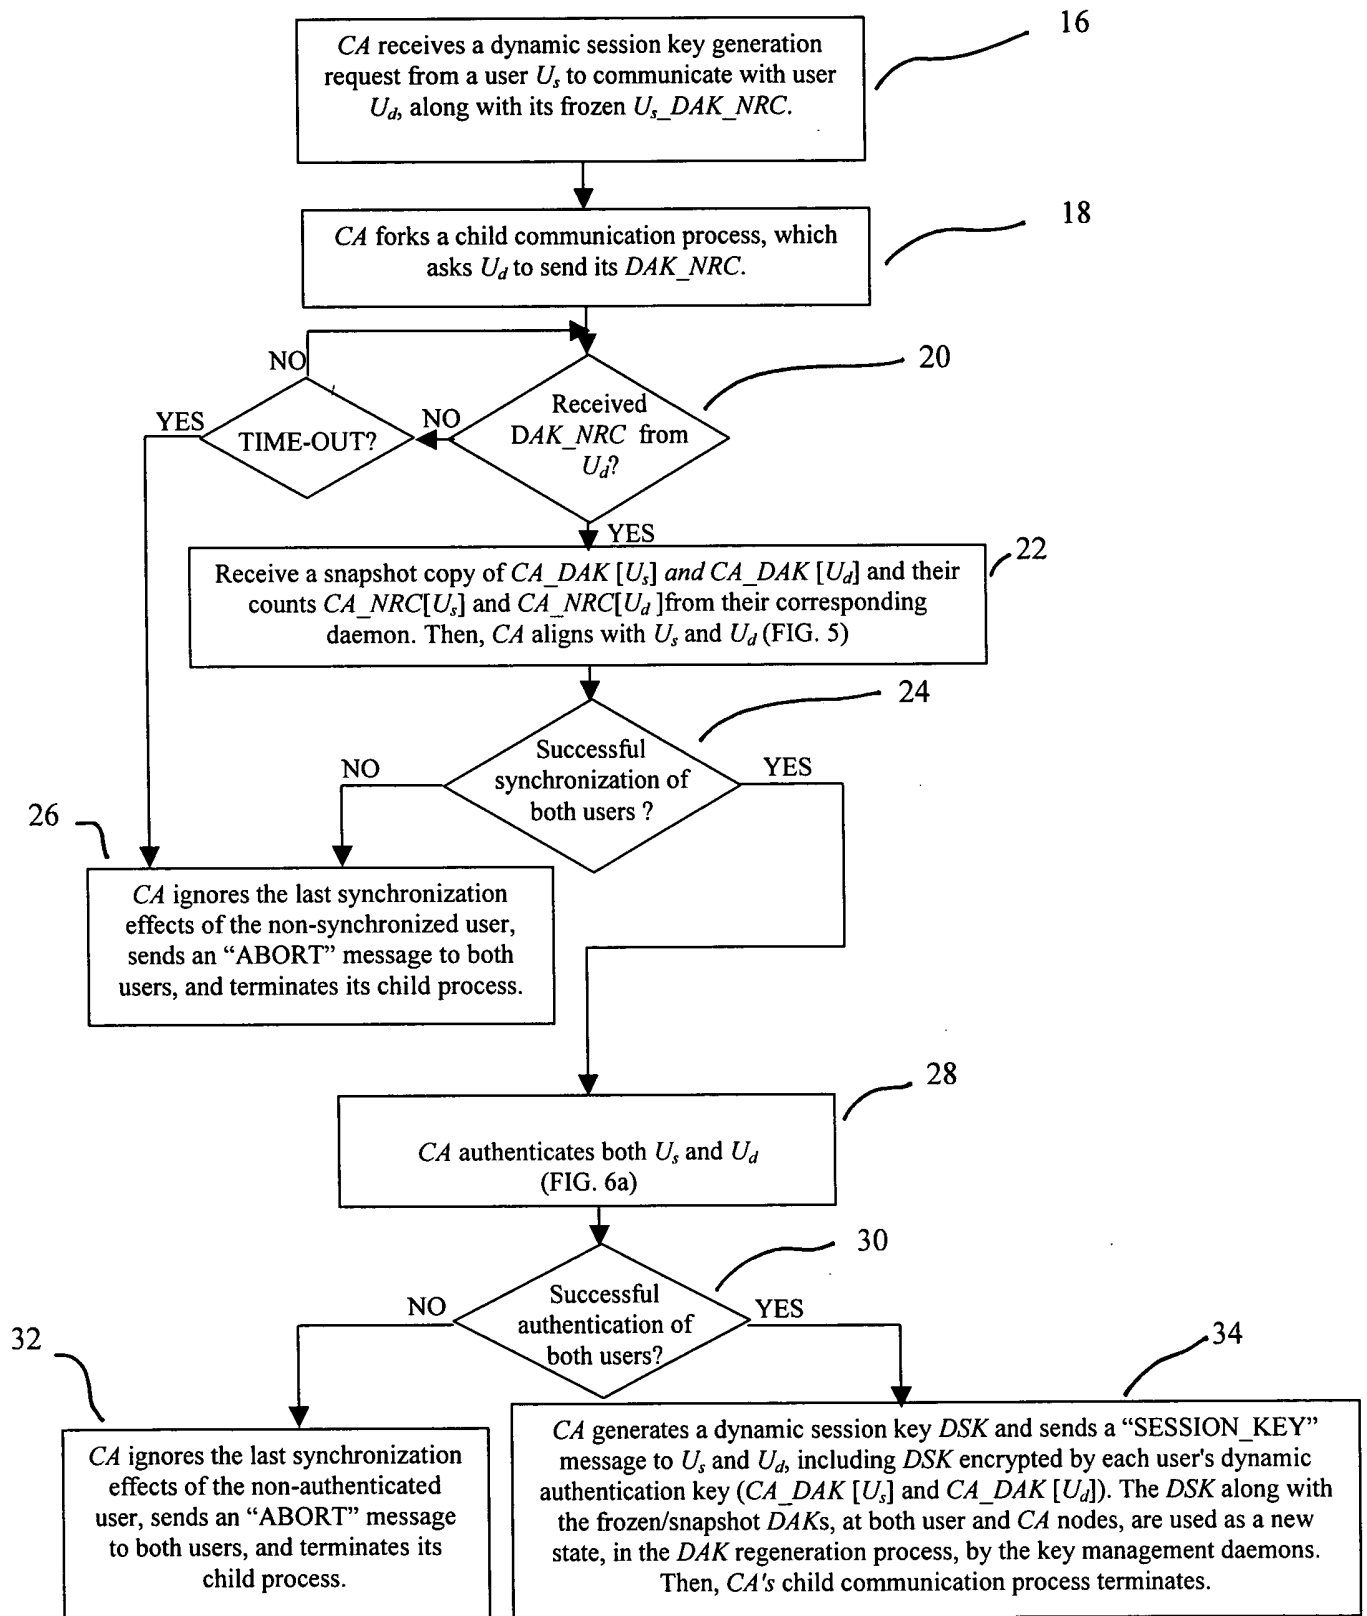 CA receives a dynamic session key generation
request from a user Us to communicate with user
Ud, along with its frozen Us_DAK_NRC.
16
CA forks a child communication process, which
asks Ud to send its DAK_NRC.
18
NO
20
YES
TIME-OUT?
NO
Received
DAK_NRC from
Ud?
YES
22
Receive a snapshot copy of CA_DAK [Us] and CA_DAK [Ud] and their
counts CA_NRC[Us] and CA_NRC[Ud ]from their corresponding
daemon. Then, CA aligns with Us and Ud (FIG. 5)
24
Successful
synchronization of
both users ?
NO
YES
26
CA ignores the last synchronization
effects of the non-synchronized user,
sends an “ABORT” message to both
users, and terminates its child process.
28
CA authenticates both Us and Ud
(FIG. 6a)
30
Successful
authentication of
both users?
NO
YES
32
34
CA ignores the last synchronization
effects of the non-authenticated
user, sends an “ABORT” message
to both users, and terminates its
child process.
CA generates a dynamic session key DSK and sends a “SESSION_KEY”
message to Us and Ud, including DSK encrypted by each user's dynamic
authentication key (CA_DAK [Us] and CA_DAK [Ud]). The DSK along with
the frozen/snapshot DAKs, at both user and CA nodes, are used as a new
state, in the DAK regeneration process, by the key management daemons.
Then, CA's child communication process terminates.